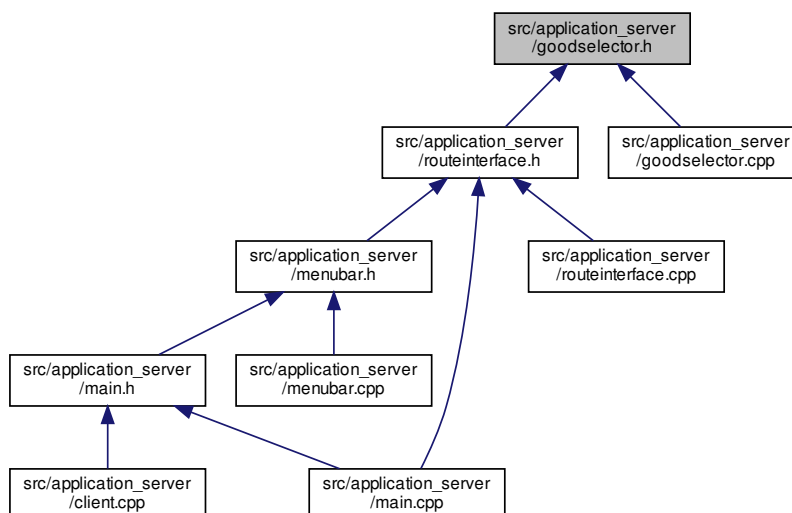 src/application_server
/goodselector.h
src/application_server
/routeinterface.h
src/application_server
/goodselector.cpp
src/application_server
/menubar.h
src/application_server
/routeinterface.cpp
src/application_server
/main.h
src/application_server
/menubar.cpp
src/application_server
/client.cpp
src/application_server
/main.cpp